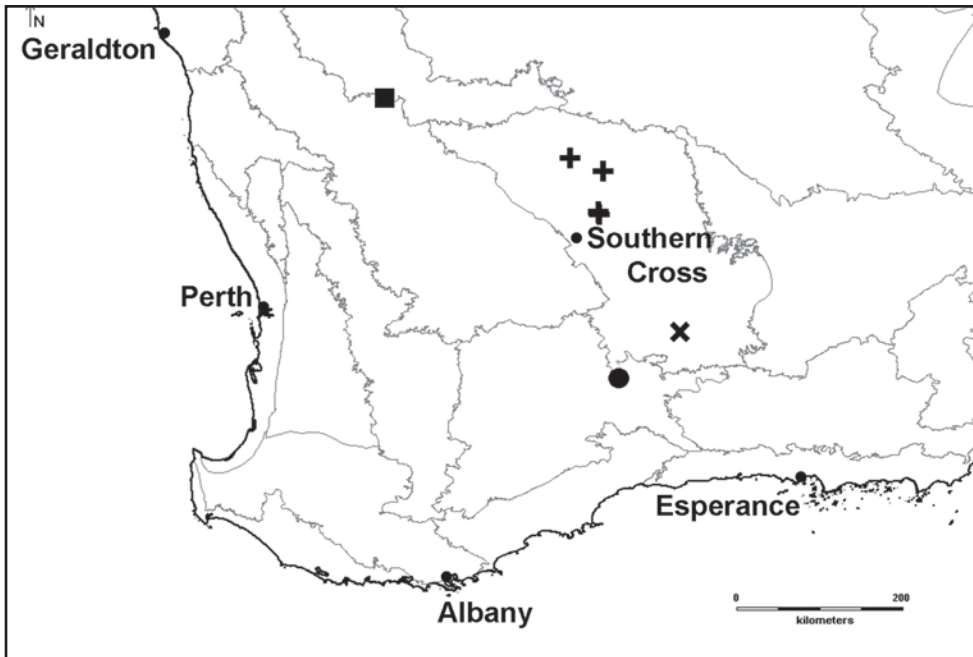 N
Geraldton
Southern
Cross
Perth
Esperance
Albany
0 200
kilometers